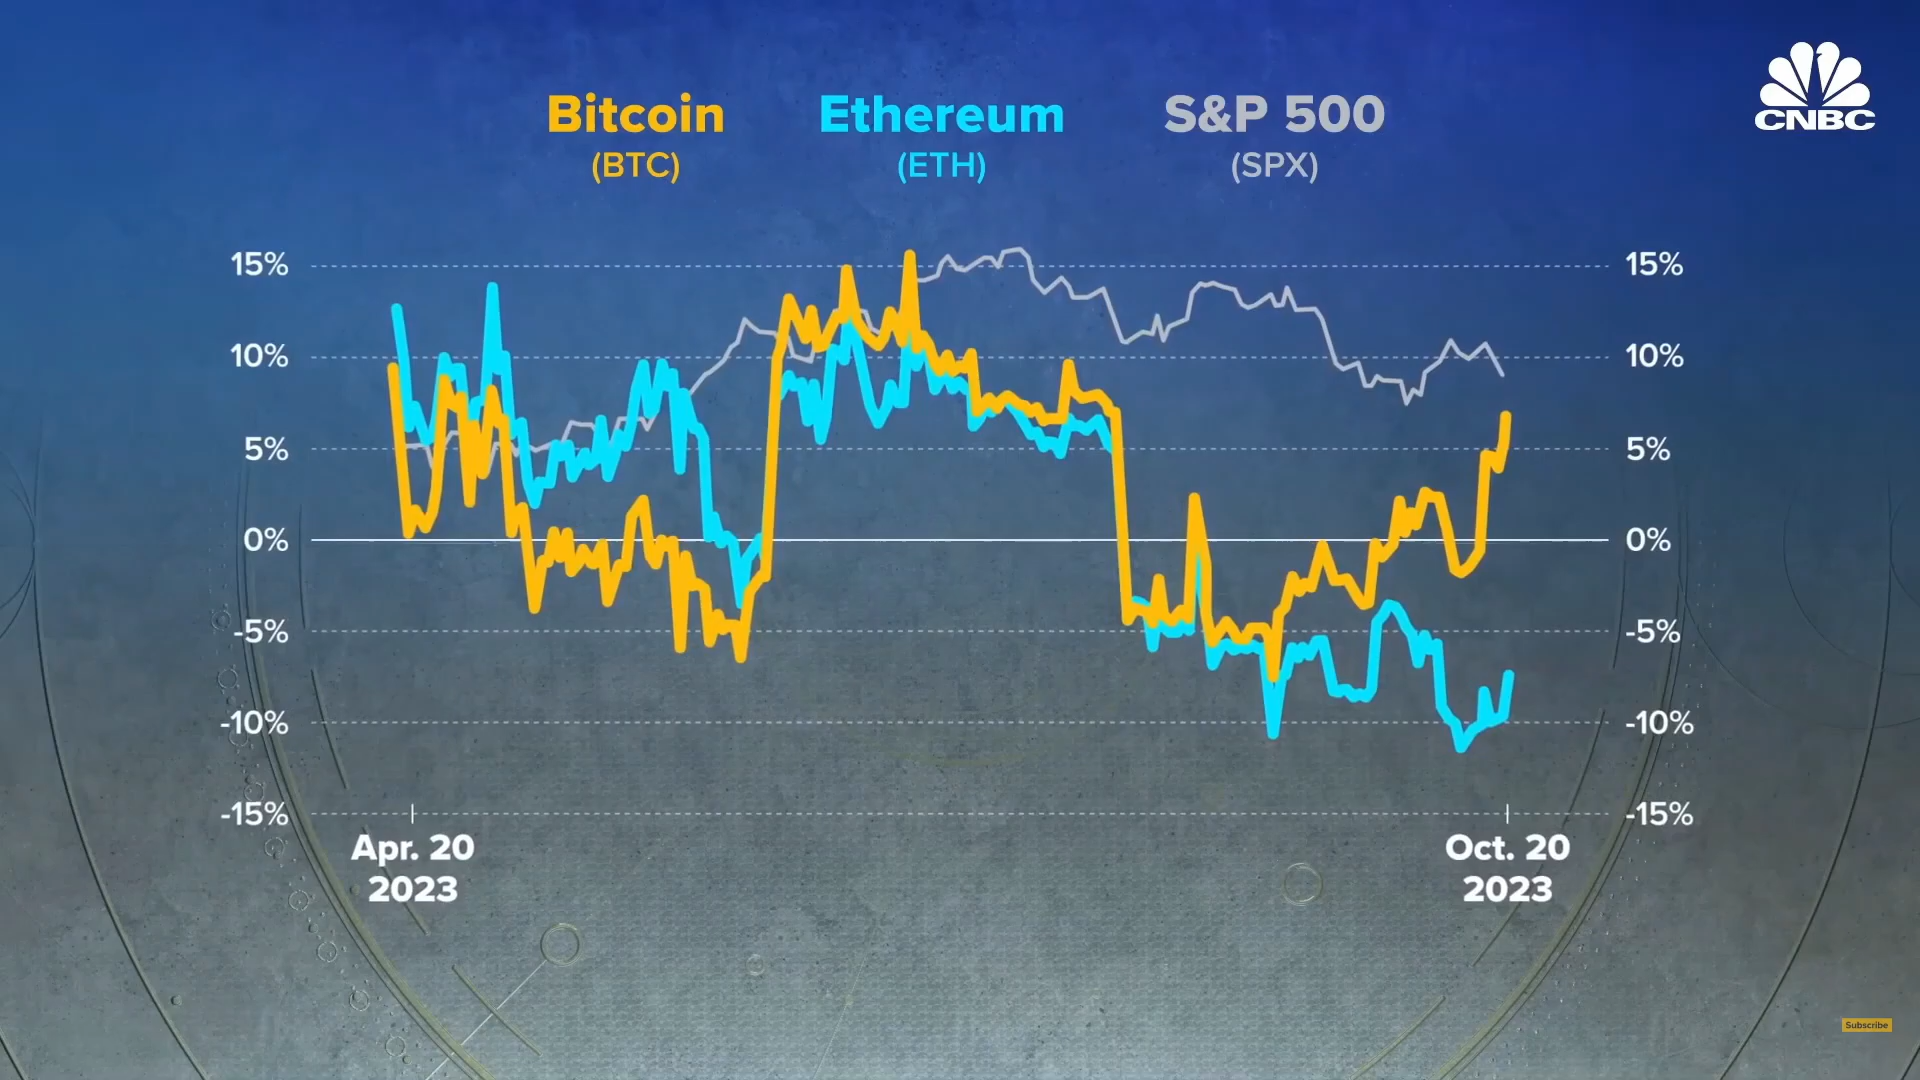 CNBC
Bitcoin Ethereum S&P 500
(BTC) (ETH) (SPX)
15% 15%
10% 10%
5% 5%
0% 0%
-5% -5%
-10% -10%
-15% -15%
Apr. 20 Oct. 20
2023 2023
Subscribe